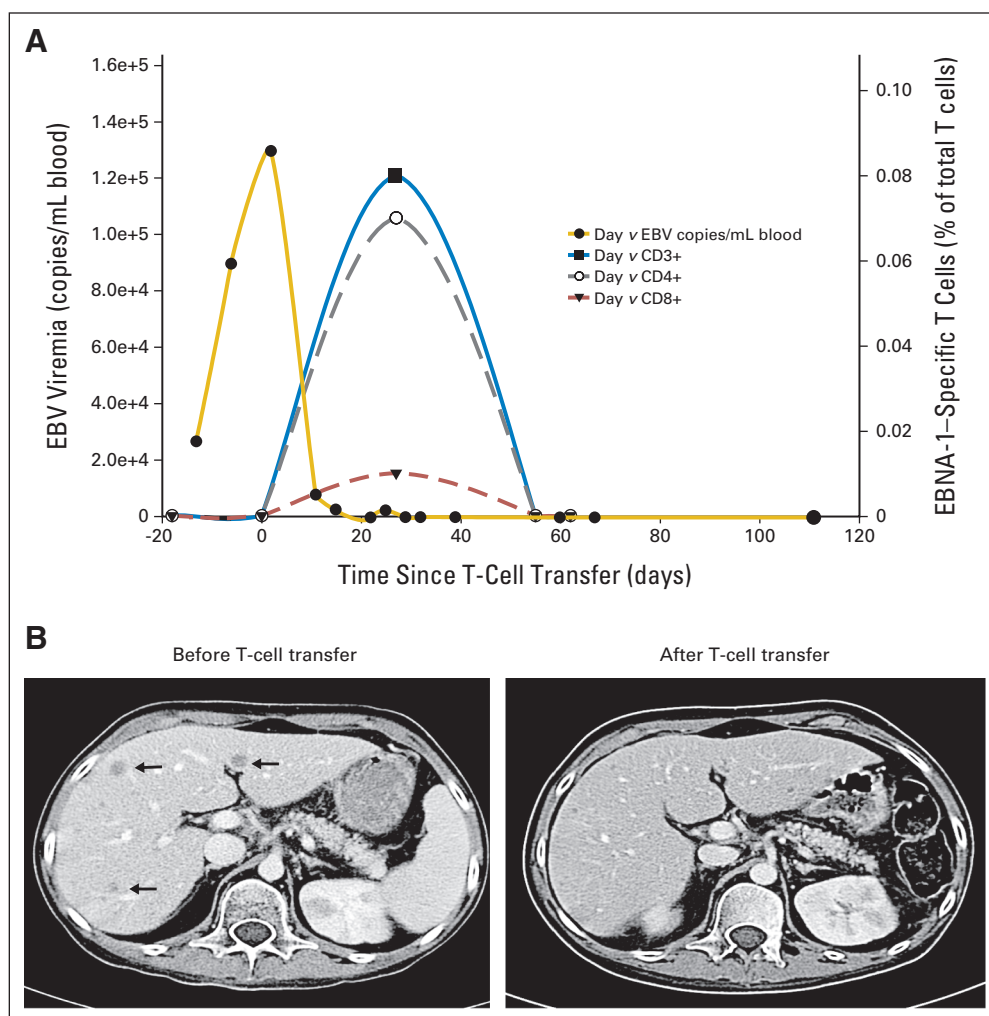 A
1.6e+5
1.4e+5
1.2e+5
1.0e+5
8.0e+4
6.0e+4
4.0e+4
2.0e+4
0
EBV Viremia (copies/mL blood)
0.10
0.08
0.06
0.04
0.02
0
EBNA-1–Specific T Cells (% of total T cells)
Day v EBV copies/mL blood
Day v CD3+
Day v CD4+
Day v CD8+
-20 0 20 40 60 80 100 120
Time Since T-Cell Transfer (days)
B
Before T-cell transfer After T-cell transfer